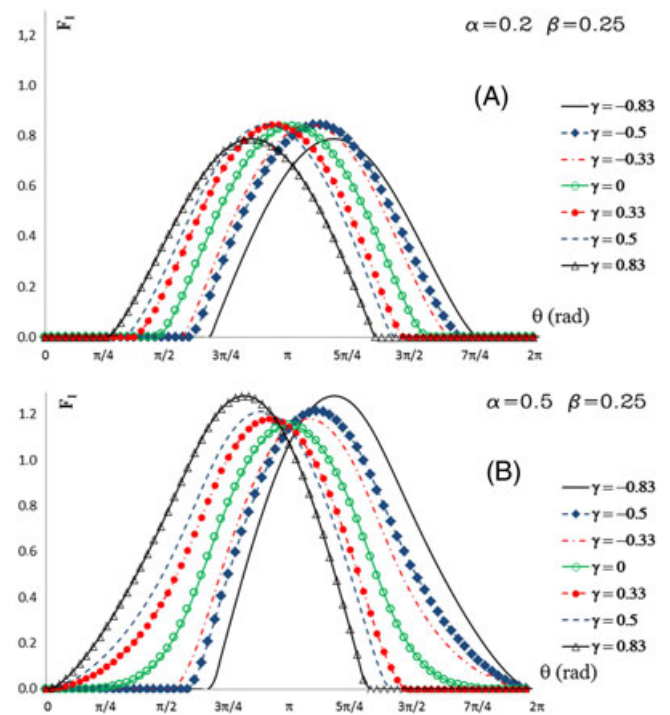 F_I
α=0.2 β=0.25
1,2
(A)
1.0
γ=−0.83
γ=−0.5
0.8
γ=−0.33
γ=0
0.6
γ=0.33
0.4
γ=0.5
γ=0.83
0.2
θ (rad)
0.0
0 π/4 π/2 3π/4 π 5π/4 3π/2 7π/4 2π
F_I
α=0.5 β=0.25
1.2
(B)
1.0
γ=−0.83
0.8
γ=−0.5
γ=−0.33
0.6
γ=0
γ=0.33
0.4
γ=0.5
0.2
γ=0.83
θ (rad)
0.0
0 π/4 π/2 3π/4 π 5π/4 3π/2 7π/4 2π